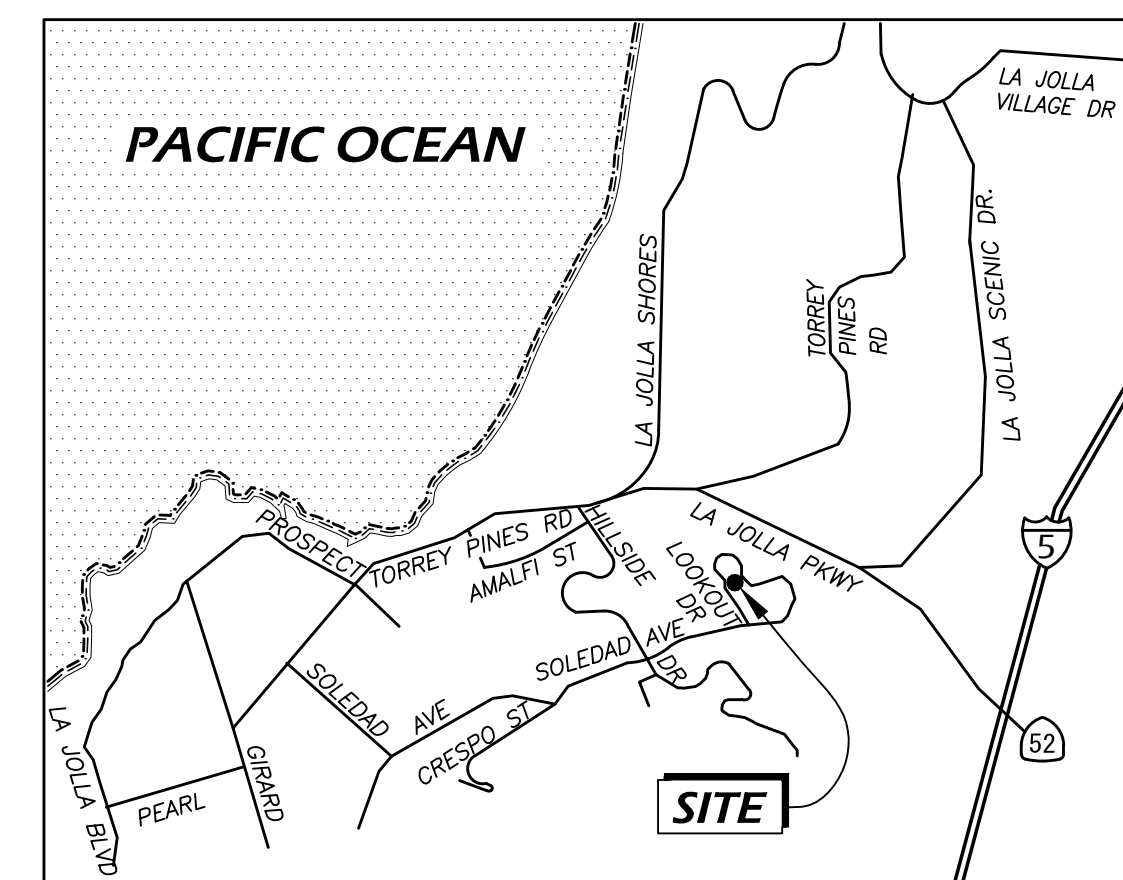 PACIFIC OCEAN
LA JOLLA
VILLAGE DR
LA JOLLA SHORES
TORREY
PINES
RD
LA JOLLA SCENIC DR.
5
PROSPECT
TORREY PINES RD
AMALFI ST
HILLSIDE
DR
LA JOLLA PKWY
LOOKOUT
DR
SOLEDAD AVE
SOLEDAD
AVE
CRESPO ST
LA JOLLA BLVD
GIRARD
PEARL
52
SITE